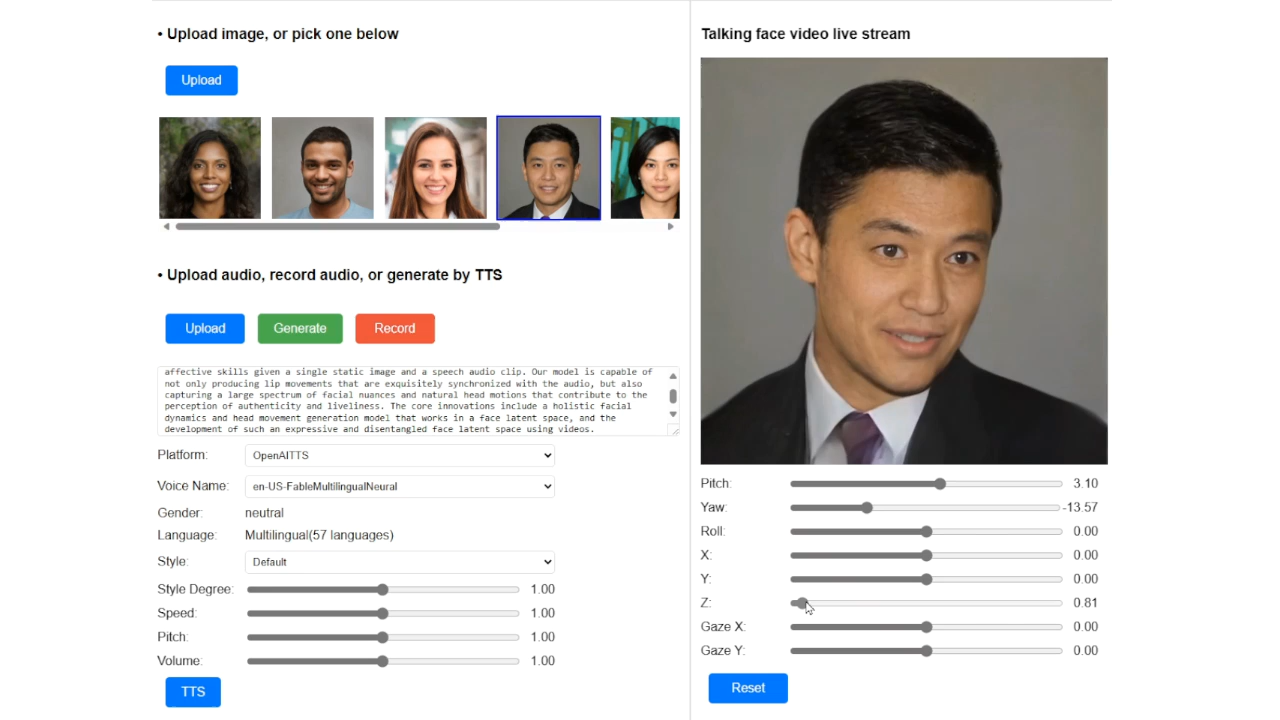 • Upload image, or pick one below
Upload
• Upload audio, record audio, or generate by TTS
Upload Generate Record
affective skills given a single static image and a speech audio clip. Our model is capable of
not only producing lip movements that are exquisitely synchronized with the audio, but also
capturing a large spectrum of facial nuances and natural head motions that contribute to the
perception of authenticity and liveliness. The core innovations include a holistic facial
dynamics and head movement generation model that works in a face latent space, and the
development of such an expressive and disentangled face latent space using videos.
Platform: OpenAITTS
Voice Name: en-US-FableMultilingualNeural
Gender: neutral
Language: Multilingual(57 languages)
Style: Default
Style Degree: 1.00
Speed: 1.00
Pitch: 1.00
Volume: 1.00
TTS
Talking face video live stream
Pitch: 3.10
Yaw: -13.57
Roll: 0.00
X: 0.00
Y: 0.00
Z: 0.81
Gaze X: 0.00
Gaze Y: 0.00
Reset